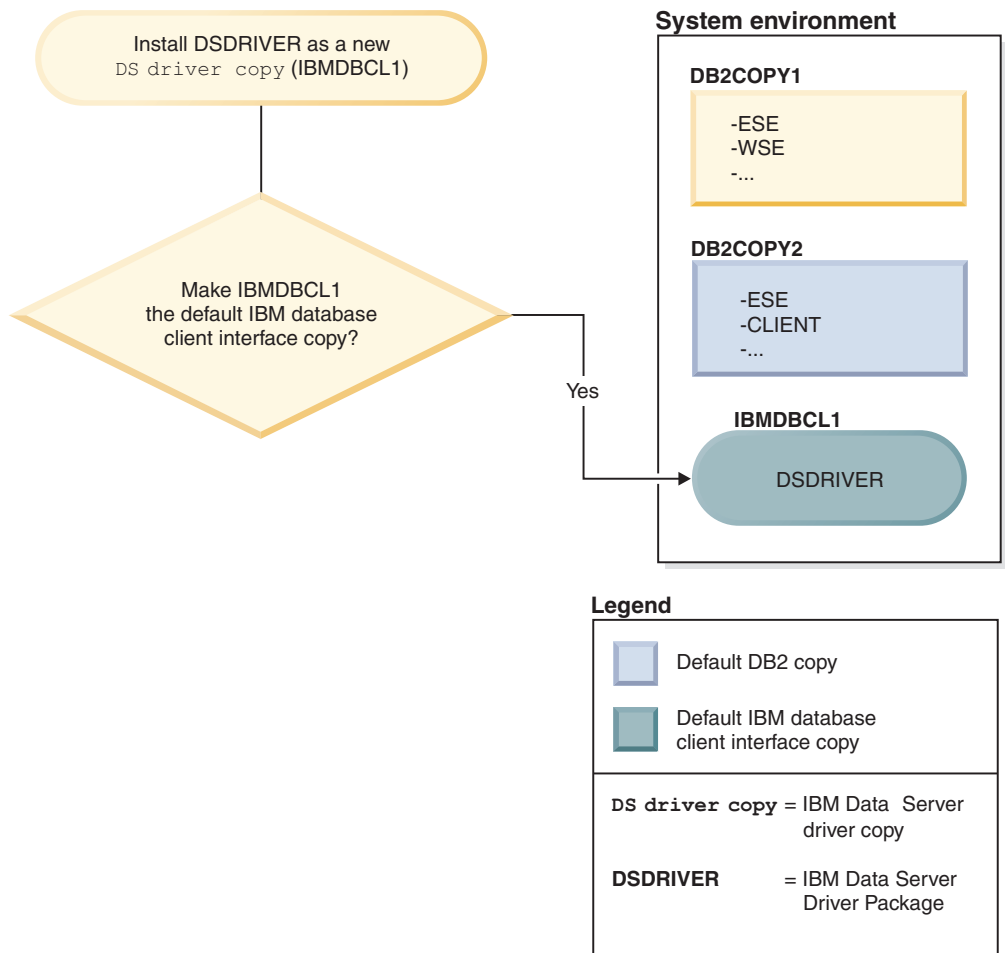 Install DSDRIVER as a new
DS driver copy (IBMDBCL1)
Make IBMDBCL1
the default IBM database
client interface copy?
Yes
System environment
DB2COPY1
-ESE
-WSE
-...
DB2COPY2
-ESE
-CLIENT
-...
IBMDBCL1
DSDRIVER
Legend
Default DB2 copy
Default IBM database
client interface copy
DS driver copy = IBM Data Server
driver copy
DSDRIVER = IBM Data Server
Driver Package